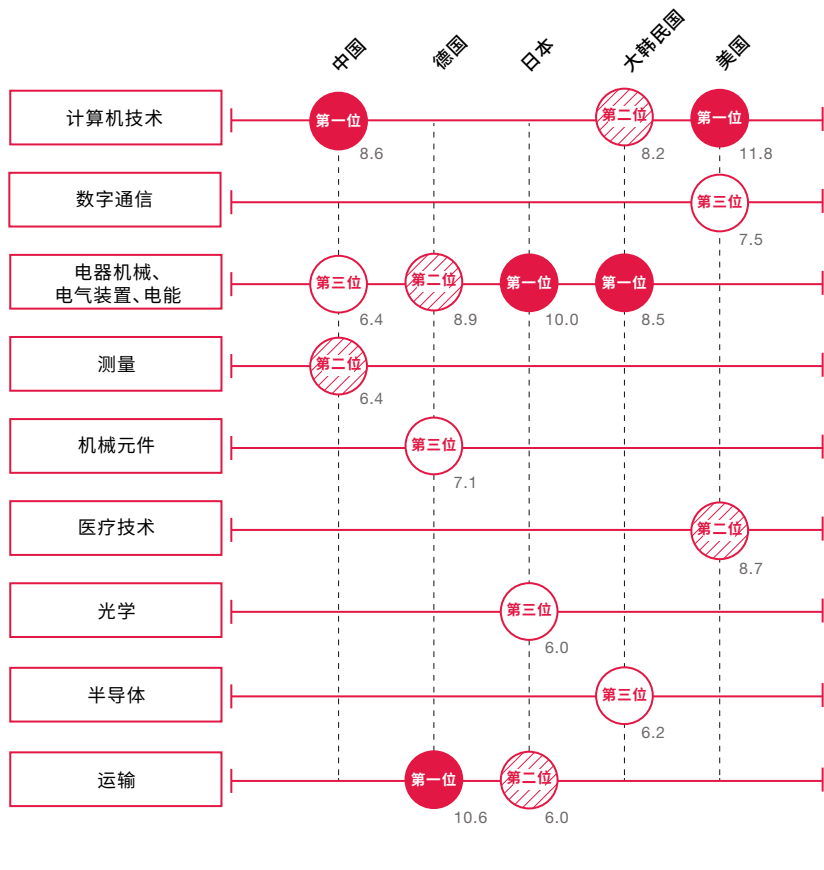 中国
德国
日本
大韩民国
美国
计算机技术
第一位
8.6
第二位
8.2
第一位
11.8
数字通信
第三位
7.5
电器机械、
电气装置、电能
第三位
6.4
第二位
8.9
第一位
10.0
第一位
8.5
测量
第二位
6.4
机械元件
第三位
7.1
医疗技术
第二位
8.7
光学
第三位
6.0
半导体
第三位
6.2
运输
第一位
10.6
第二位
6.0